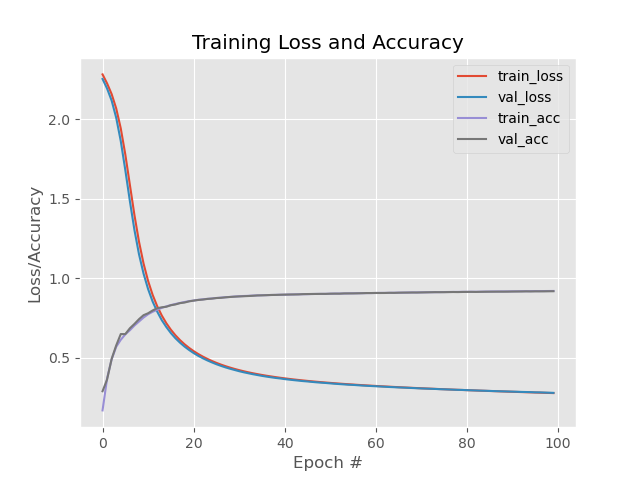 Training Loss and Accuracy
train_loss
val_loss
train_acc
val_acc
Loss/Accuracy
2.0
1.5
1.0
0.5
0 20 40 60 80 100
Epoch #